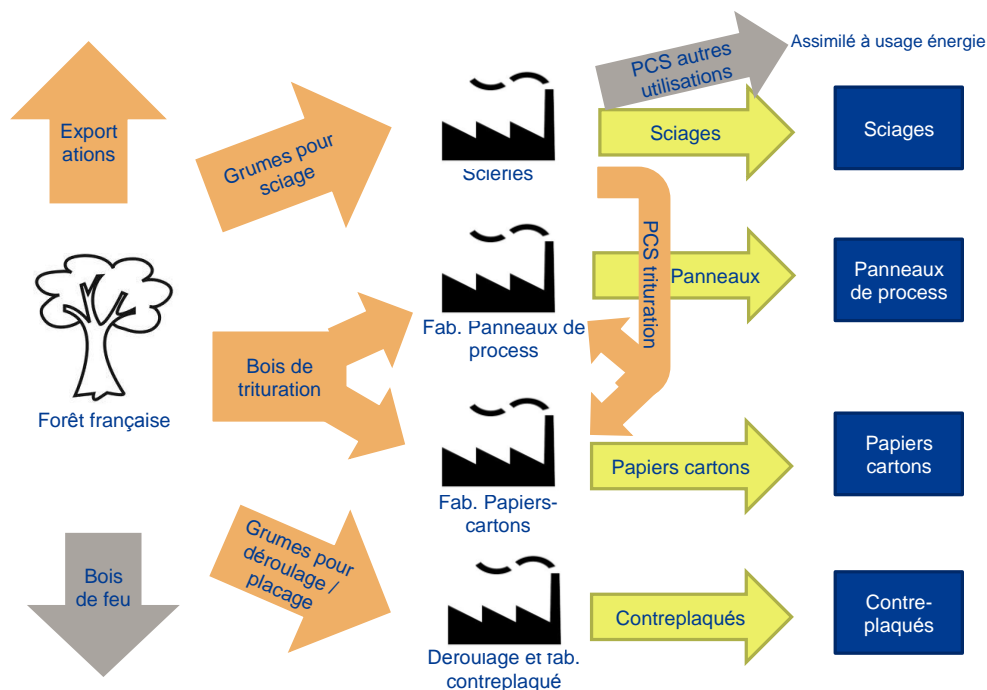 Export
ations
Forêt française
Bois
de feu
Grumes pour
sciage
Bois de
trituration
Grumes pour
déroulage /
placage
Scieries
Fab. Panneaux de
process
Fab. Papiers-
cartons
Déroulage et fab.
contreplaqué
PCS autres
utilisations
Assimilé à usage énergie
Sciages
PCS trituration
Panneaux
Papiers cartons
Contreplaqués
Sciages
Panneaux
de process
Papiers
cartons
Contre-
plaqués